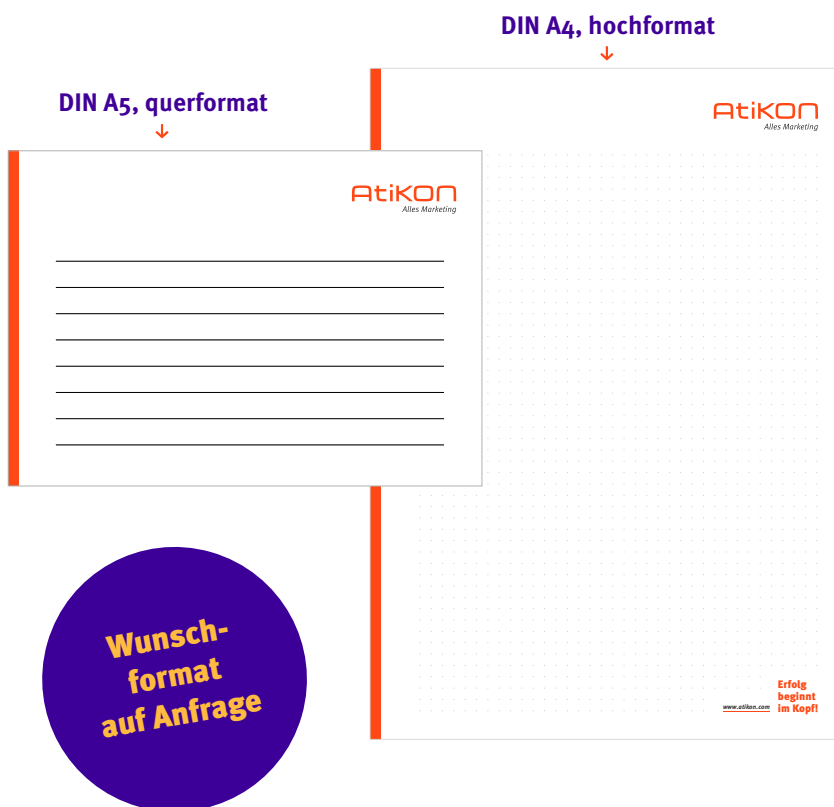 DIN A4, hochformat
DIN A5, querformat
Atikon
Alles Marketing
Atikon
Alles Marketing
Wunsch-
format
auf Anfrage
Erfolg
beginnt
www.atikon.com im Kopf!